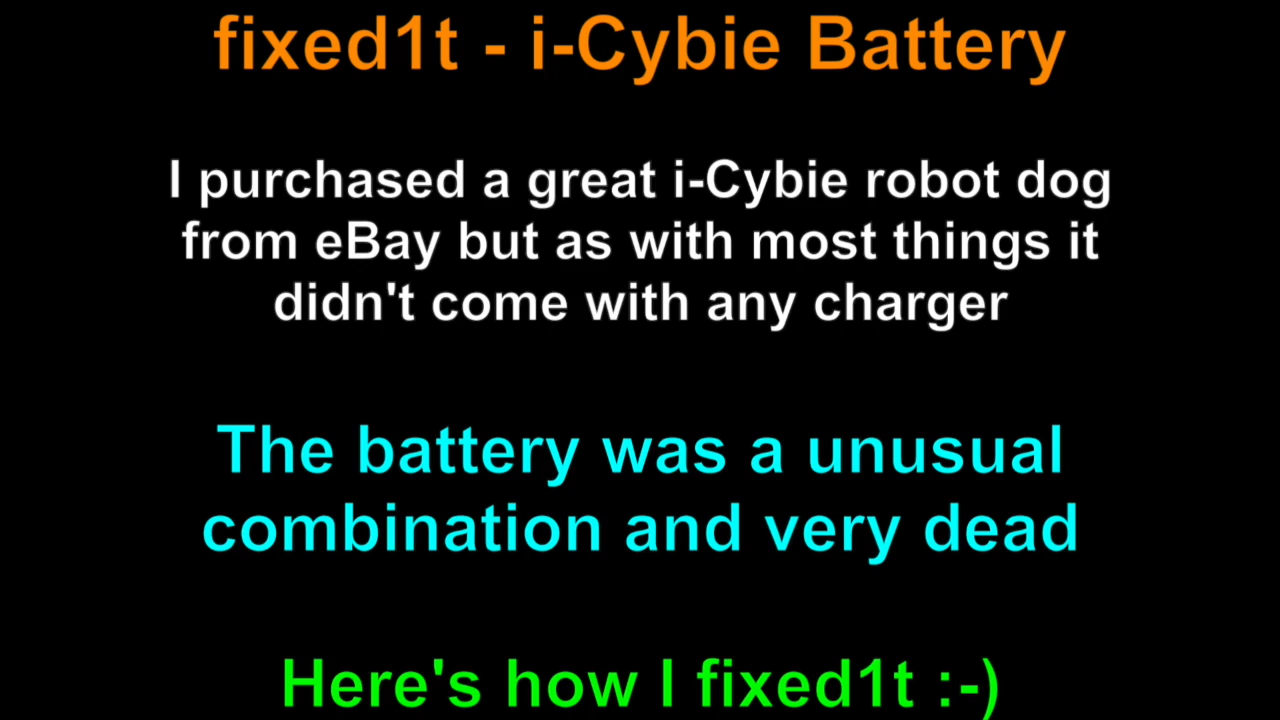 fixed1t - i-Cybie Battery
I purchased a great i-Cybie robot dog
from eBay but as with most things it
didn't come with any charger
The battery was a unusual
combination and very dead
Here's how I fixed1t :-)